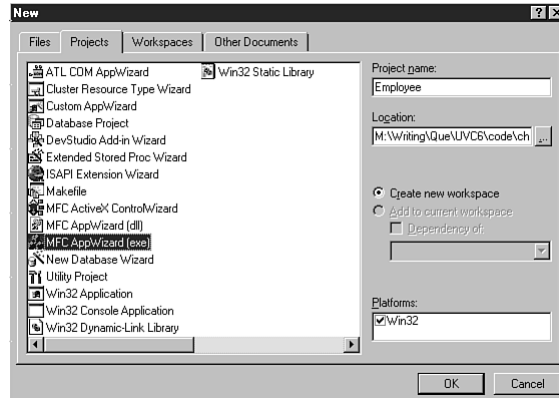 New
Files
Projects
Workspaces
Other Documents
ATL COM AppWizard
Cluster Resource Type Wizard
Custom AppWizard
Database Project
DevStudio Add-in Wizard
Extended Stored Proc Wizard
ISAPI Extension Wizard
Makefile
MFC ActiveX ControlWizard
MFC AppWizard (dll)
MFC AppWizard (exe)
New Database Wizard
Utility Project
Win32 Application
Win32 Console Application
Win32 Dynamic-Link Library
Win32 Static Library
Project name:
Employee
Location:
M:\Writing\Que\UVC6\code\ch
...
Create new workspace
Add to current workspace
Dependency of:
Platforms:
Win32
OK
Cancel